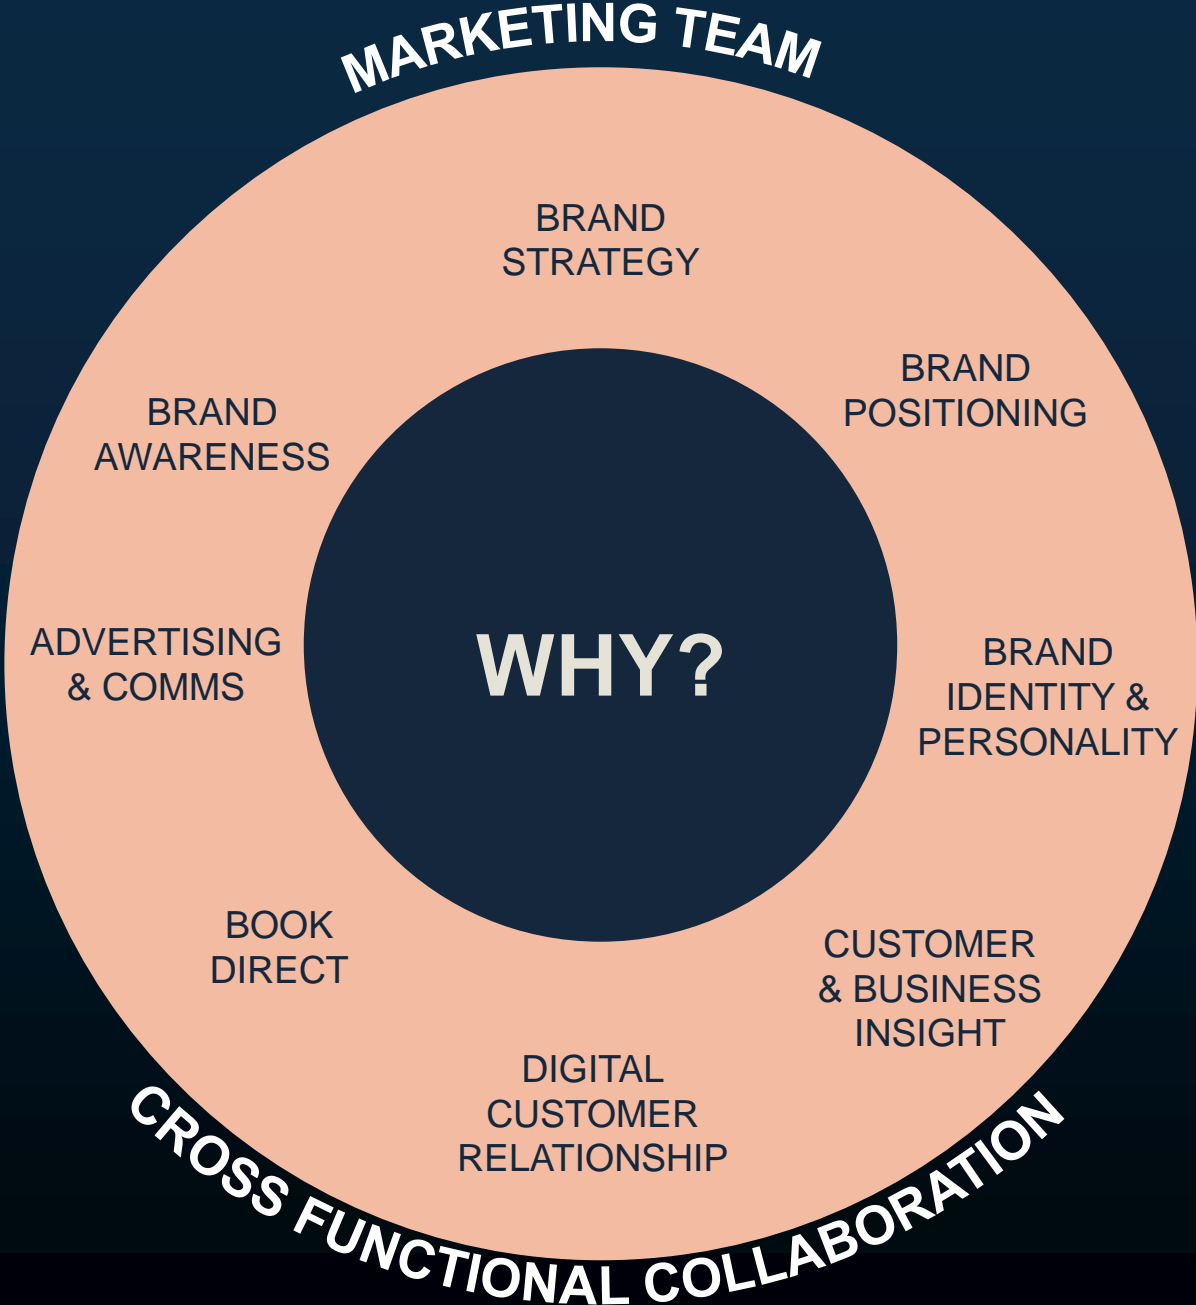 MARKETING TEAM
BRAND
STRATEGY
BRAND
POSITIONING
BRAND
IDENTITY &
PERSONALITY
CUSTOMER
& BUSINESS
INSIGHT
DIGITAL
CUSTOMER
RELATIONSHIP
BOOK
DIRECT
ADVERTISING
& COMMS
BRAND
AWARENESS
WHY?
CROSS FUNCTIONAL COLLABORATION